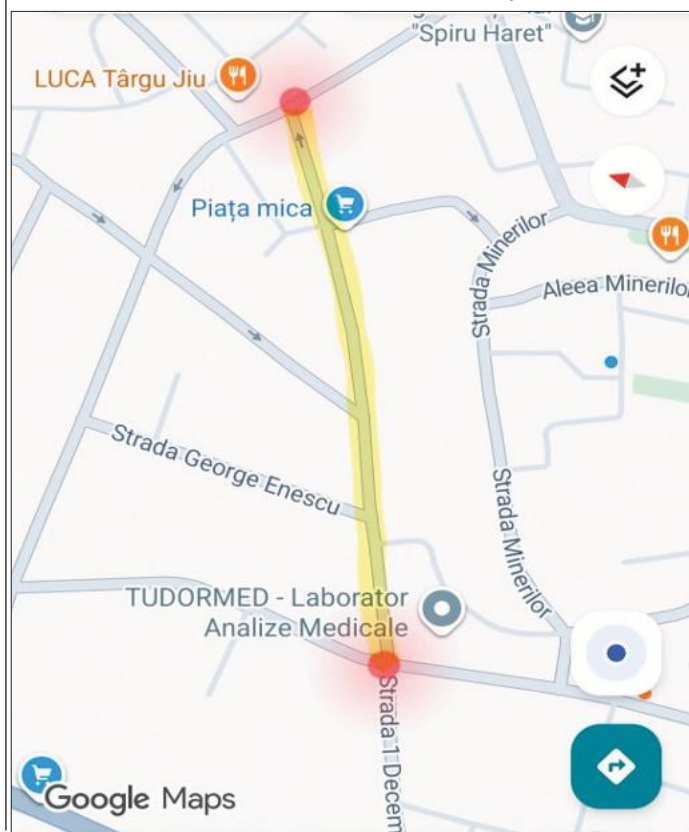 "Spiru Haret"
LUCA Târgu Jiu
Piața mica
Strada Minerilor
Aleea Minerilo
Strada George Enescu
Strada Minerilor
TUDORMED - Laborator
Analize Medicale
Strada 1 Decem
Google Maps